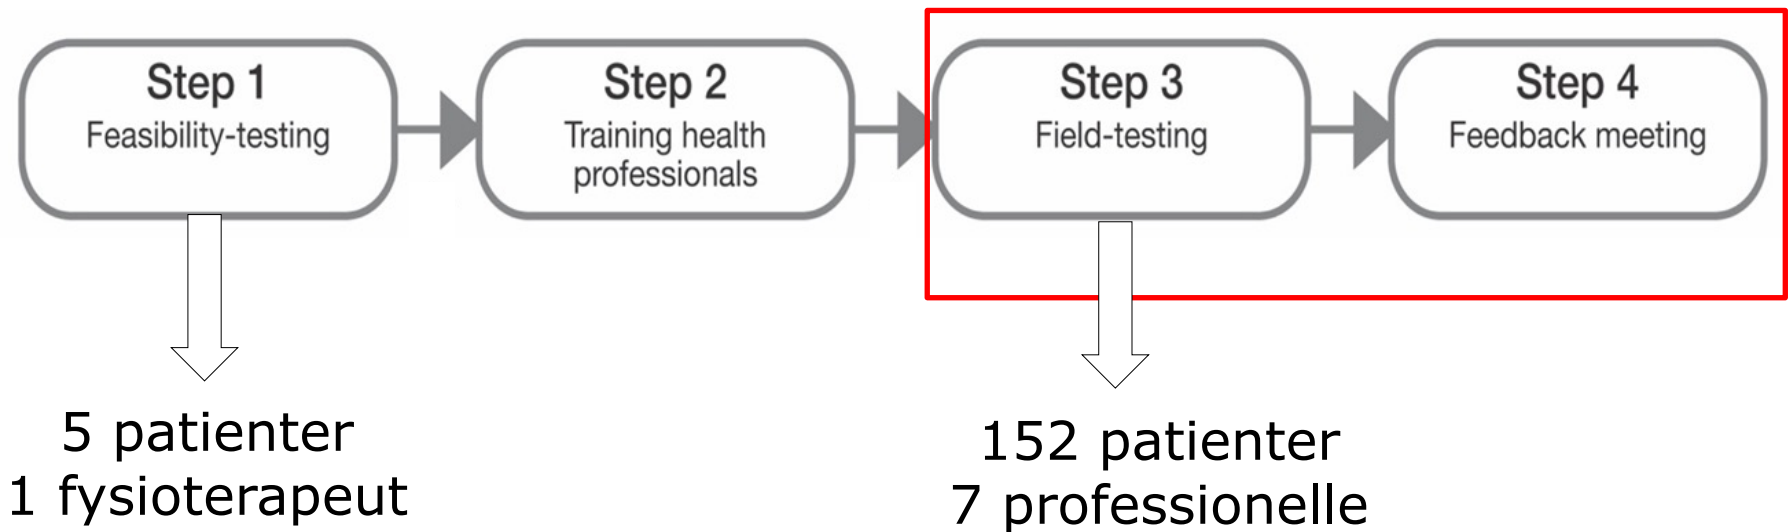 Step 1
Feasibility-testing
Step 2
Training health
professionals
Step 3
Field-testing
Step 4
Feedback meeting
5 patienter
1 fysioterapeut
152 patienter
7 professionelle